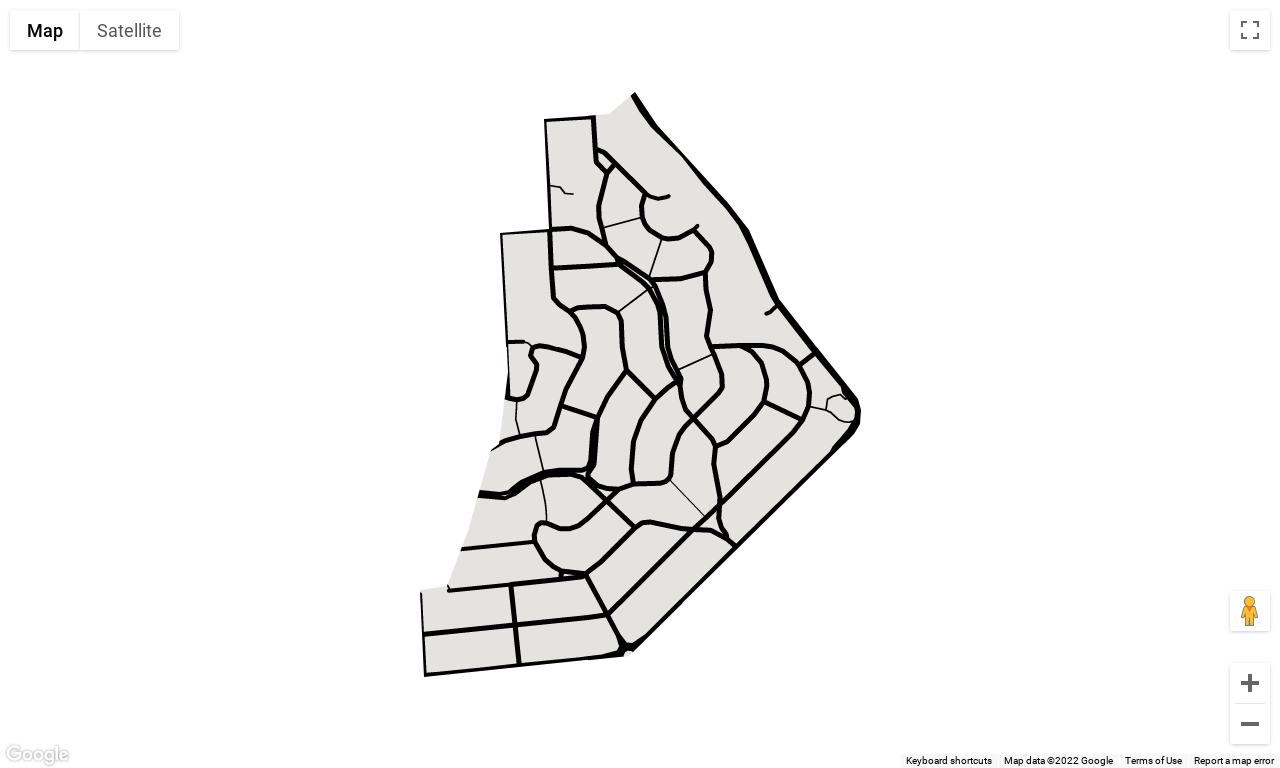 Map Satellite
Google
Keyboard shortcuts Map data ©2022 Google Terms of Use Report a map error